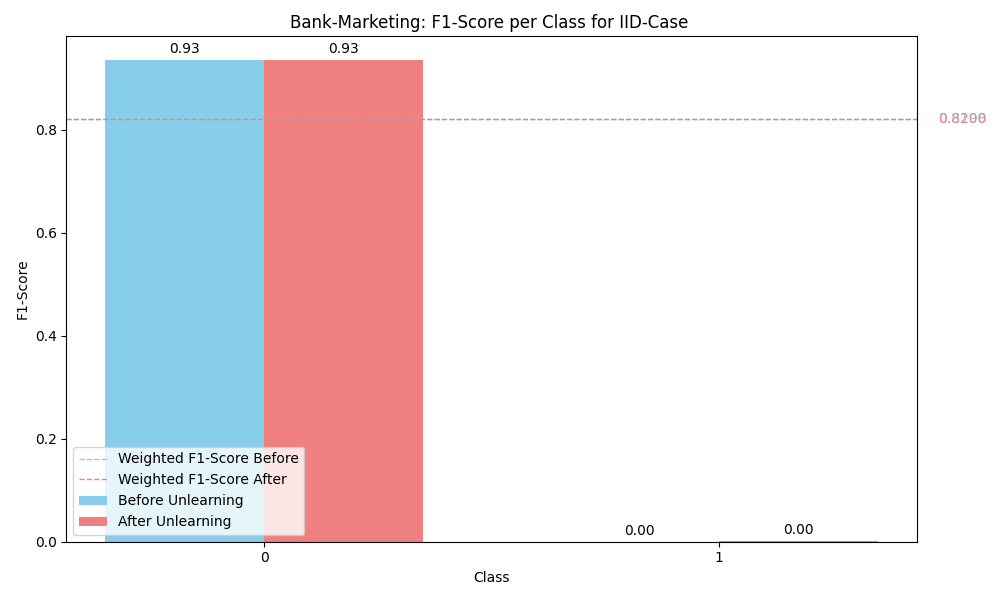 Bank-Marketing: F1-Score per Class for IID-Case
0.93
0.93
0.8
0.6
0.4
0.2
0.0
F1-Score
Weighted F1-Score Before
Weighted F1-Score After
Before Unlearning
After Unlearning
0.00
0.00
0
1
Class